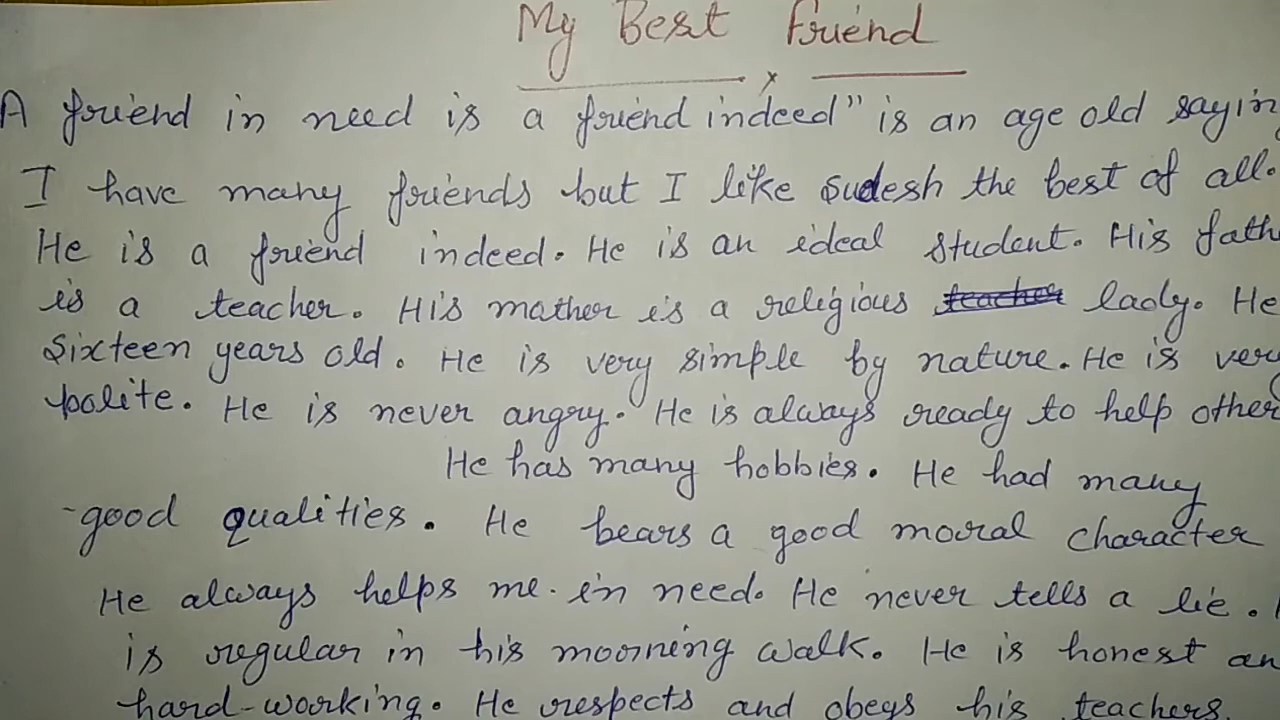 My Best Friend
A friend in need is a friend indeed" is an age old sayin
I have many friends but I like Sudesh the best of all.
He is a friend indeed. He is an ideal student. His fath
is a teacher. His mother is a religious teacher lady. He
Sixteen years old. He is very simple by nature. He is very
polite. He is never angry. He is always ready to help other
He has many hobbies. He had many
good qualities. He bears a good moral character
He always helps me. in need. He never tells a lie.
is regular in his morning walk. He is honest an
hard-working. He respects and obeys his teachers.